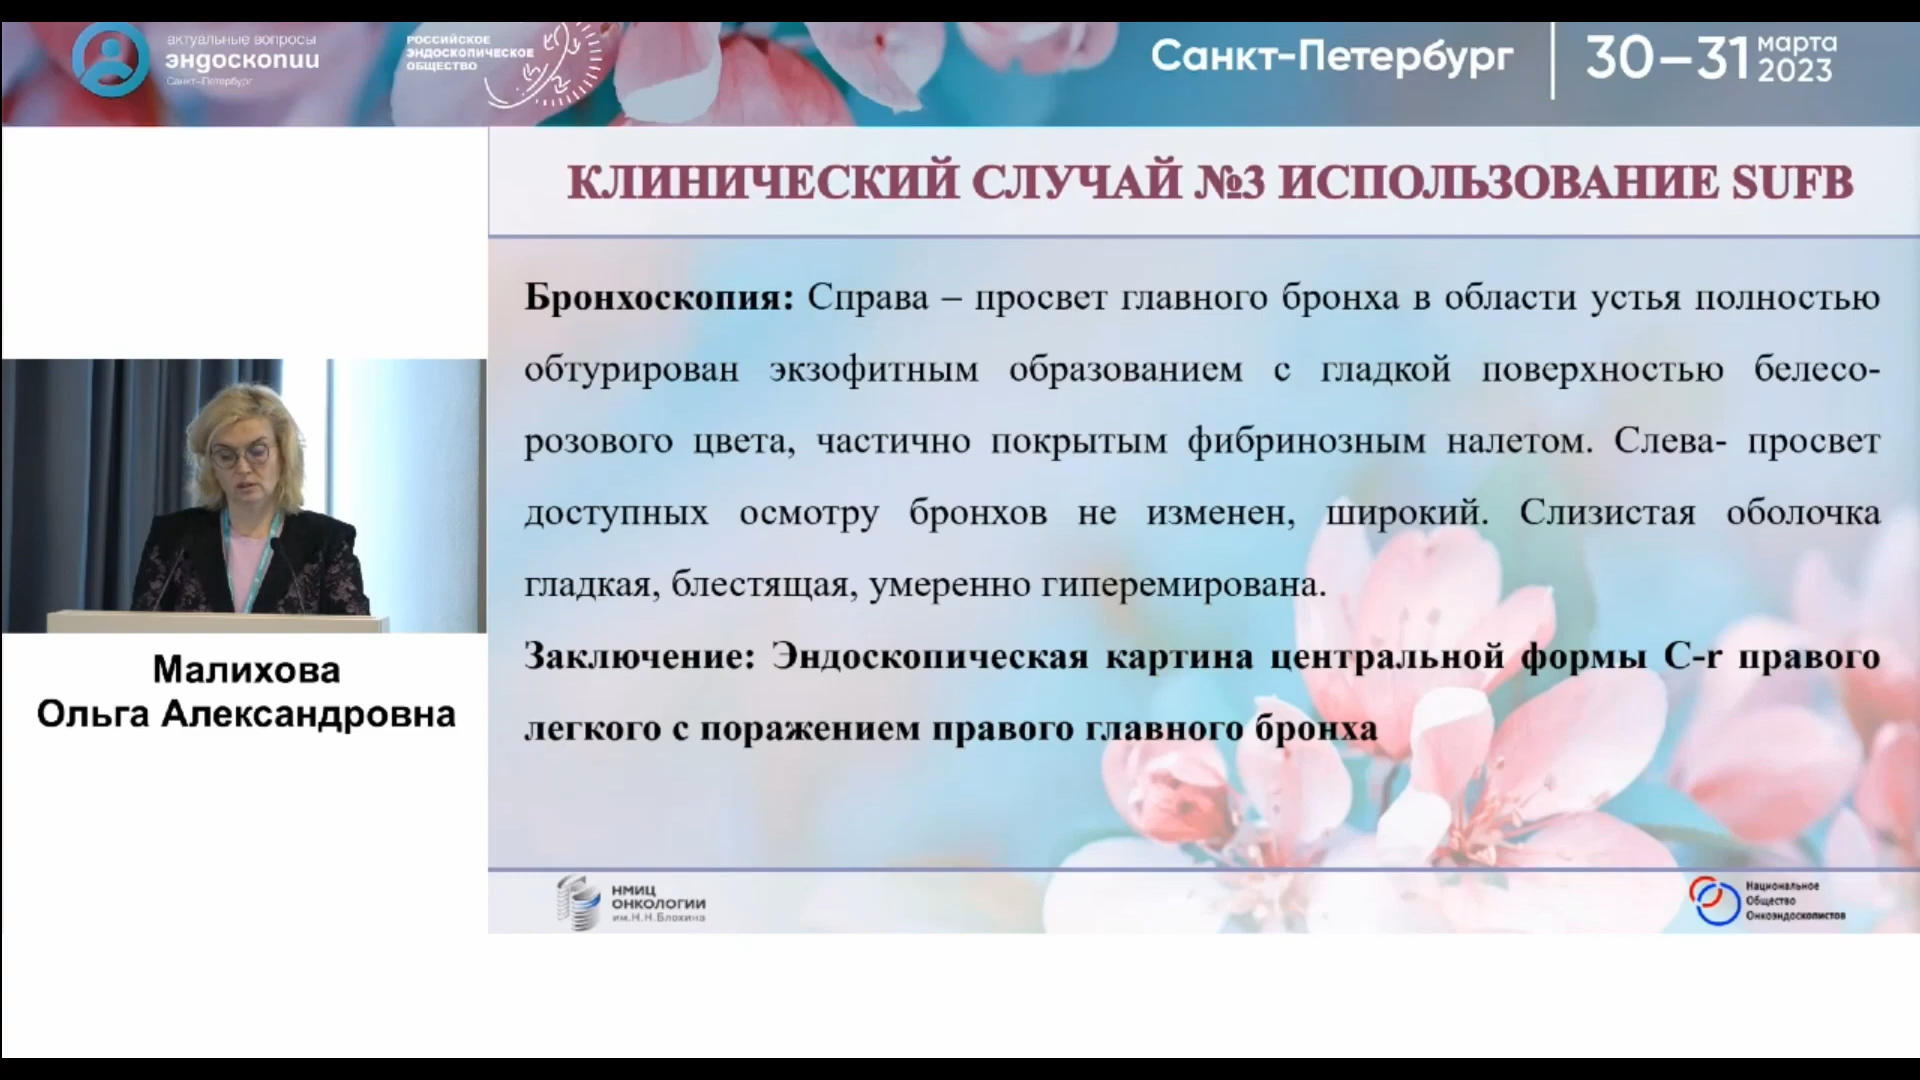 актуальные вопросы
эндоскопии
Санкт-Петербург
РОССИЙСКОЕ
ЭНДОСКОПИЧЕСКОЕ
ОБЩЕСТВО
Санкт-Петербург
30–31 марта
2023
КЛИНИЧЕСКИЙ СЛУЧАЙ №3 ИСПОЛЬЗОВАНИЕ SUFB
Бронхоскопия: Справа – просвет главного бронха в области устья полностью
обтурирован экзофитным образованием с гладкой поверхностью белесо-
розового цвета, частично покрытым фибринозным налетом. Слева- просвет
доступных осмотру бронхов не изменен, широкий. Слизистая оболочка
гладкая, блестящая, умеренно гиперемирована.
Заключение: Эндоскопическая картина центральной формы C-r правого
легкого с поражением правого главного бронха
Малихова
Ольга Александровна
НМИЦ
ОНКОЛОГИИ
им.Н.Н.Блохина
Национальное
Общество
Онкоэндоскопистов